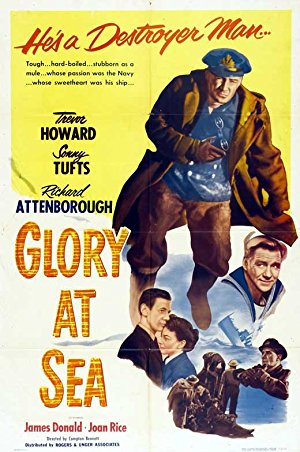 He's a Destroyer Man...
Tough...hard-boiled...stubborn as a
mule...whose passion was the Navy
...whose sweetheart was his ship...
Trevor
HOWARD
Sonny
TUFTS
Richard
ATTENBOROUGH
GLORY
AT
SEA
James Donald - Joan Rice
Directed by Compton Bennett
Distributed by ROGERS & UNGER ASSOCIATES